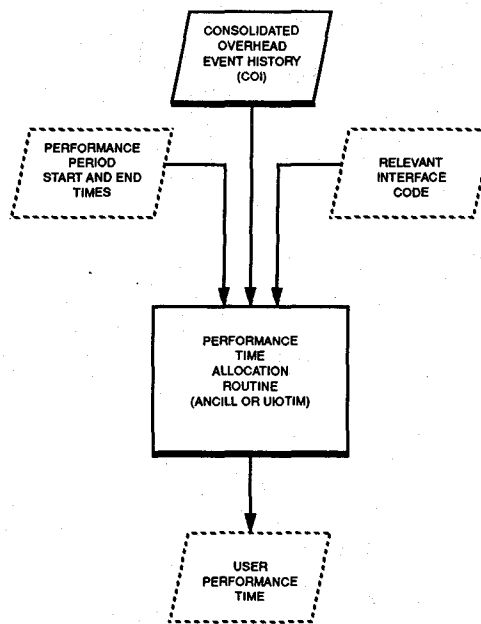 CONSOLIDATED
OVERHEAD
EVENT HISTORY
(COI)
PERFORMANCE
PERIOD
START AND END
TIMES
RELEVANT
INTERFACE
CODE
PERFORMANCE
TIME
ALLOCATION
ROUTINE
(ANCILL OR UIOTIM)
USER
PERFORMANCE
TIME